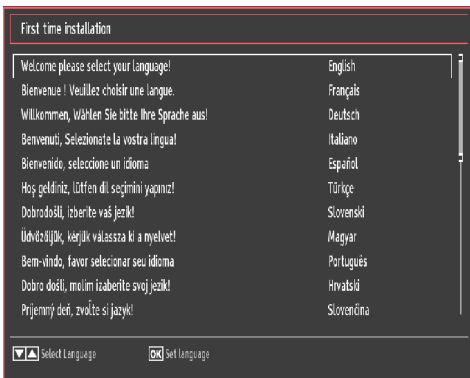 First time installation
Welcome please select your language! English
Bienvenue ! Veuillez choisir une langue. Français
Willkommen, Wählen Sie bitte Ihre Sprache aus! Deutsch
Benvenuti, Selezionate la vostra lingua! Italiano
Bienvenido, seleccione un idioma Español
Hoş geldiniz, lütfen dil seçimini yapınız! Türkçe
Dobrodošli, izberite vaš jezik! Slovenski
Üdvözöljük, kérjük válassza ki a nyelvet! Magyar
Bem-vindo, favor selecionar seu idioma Português
Dobro došli, molim izaberite svoj jezik! Hrvatski
Príjemný deň, zvoľte si jazyk! Slovenčina
Select Language OK Set language